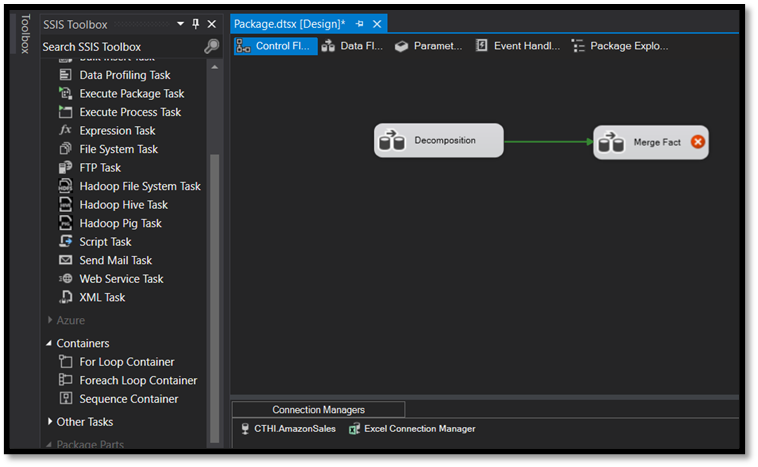 Toolbox
SSIS Toolbox
Search SSIS Toolbox
Bulk Insert Task
Data Profiling Task
Execute Package Task
Execute Process Task
Expression Task
File System Task
FTP Task
Hadoop File System Task
Hadoop Hive Task
Hadoop Pig Task
Script Task
Send Mail Task
Web Service Task
XML Task
Azure
Containers
For Loop Container
Foreach Loop Container
Sequence Container
Other Tasks
Package Parts
Package.dtsx [Design]*
Control Fl... Data Fl... Paramet... Event Handl... Package Explo...
Decomposition
Merge Fact
Connection Managers
CTHI.AmazonSales Excel Connection Manager